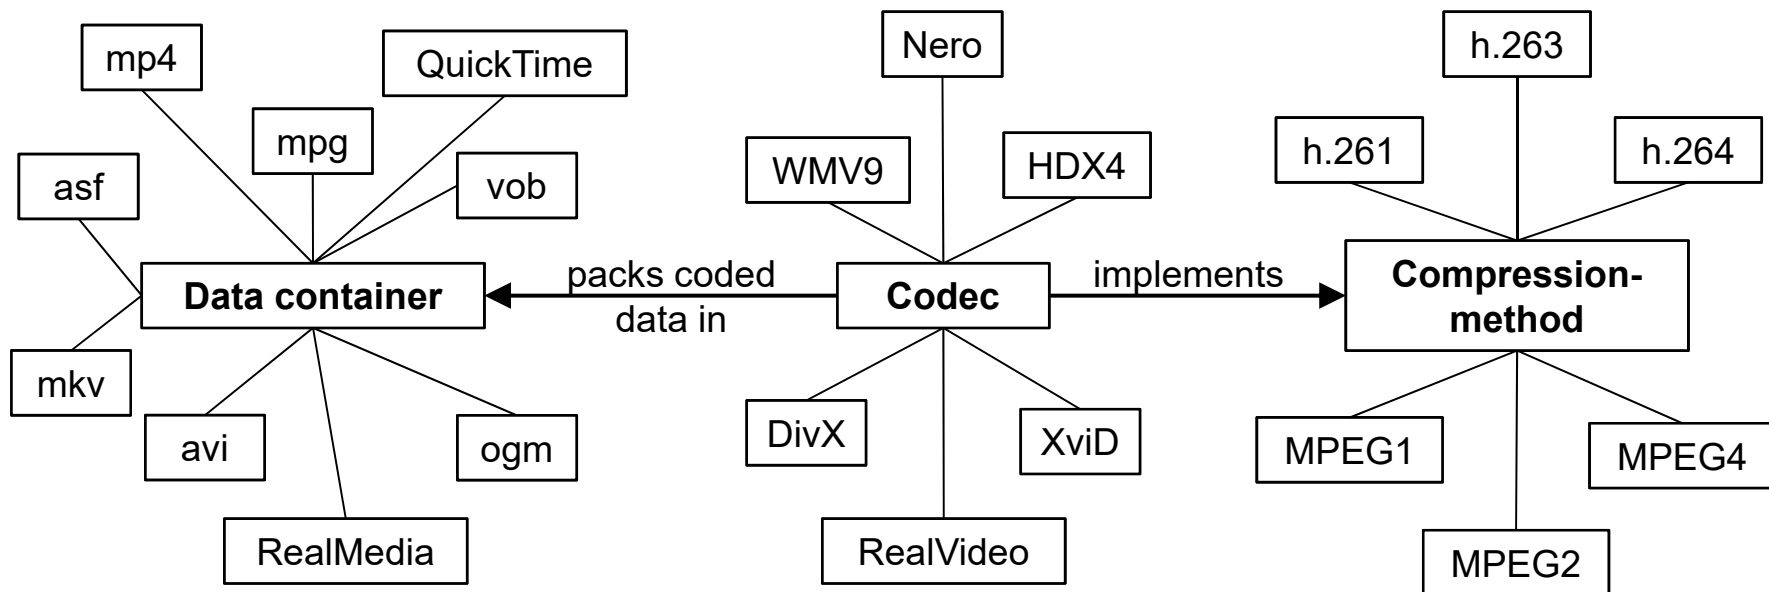 mp4
QuickTime
mpg
asf
vob
Data container
mkv
avi
ogm
RealMedia
packs coded
data in
Nero
WMV9
HDX4
Codec
DivX
XviD
RealVideo
implements
h.263
h.261
h.264
Compression-
method
MPEG1
MPEG4
MPEG2